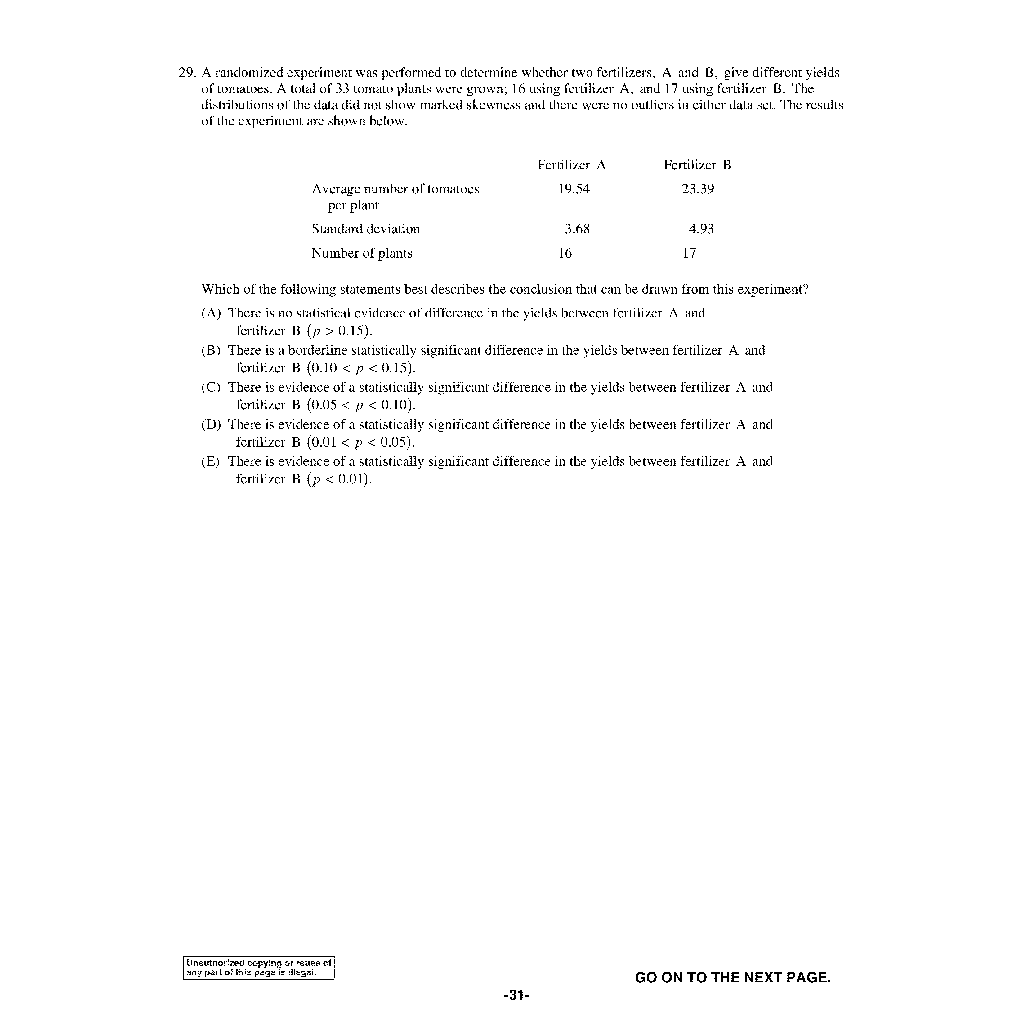 29. A randomized experiment was performed to determine whether two fertilizers, A and B, give different yields
of tomatoes. A total of 33 tomato plants were grown; 16 using fertilizer A, and 17 using fertilizer B. The
distributions of the data did not show marked skewness and there were no outliers in either data set. The results
of the experiment are shown below.
Fertilizer A Fertilizer B
Average number of tomatoes 19.54 23.39
per plant
Standard deviation 3.68 4.93
Number of plants 16 17
Which of the following statements best describes the conclusion that can be drawn from this experiment?
(A) There is no statistical evidence of difference in the yields between fertilizer A and
fertilizer B (p > 0.15).
(B) There is a borderline statistically significant difference in the yields between fertilizer A and
fertilizer B (0.10 < p < 0.15).
(C) There is evidence of a statistically significant difference in the yields between fertilizer A and
fertilizer B (0.05 < p < 0.10).
(D) There is evidence of a statistically significant difference in the yields between fertilizer A and
fertilizer B (0.01 < p < 0.05).
(E) There is evidence of a statistically significant difference in the yields between fertilizer A and
fertilizer B (p < 0.01).
Unauthorized copying or reuse of
any part of this page is illegal.
GO ON TO THE NEXT PAGE.
-31-